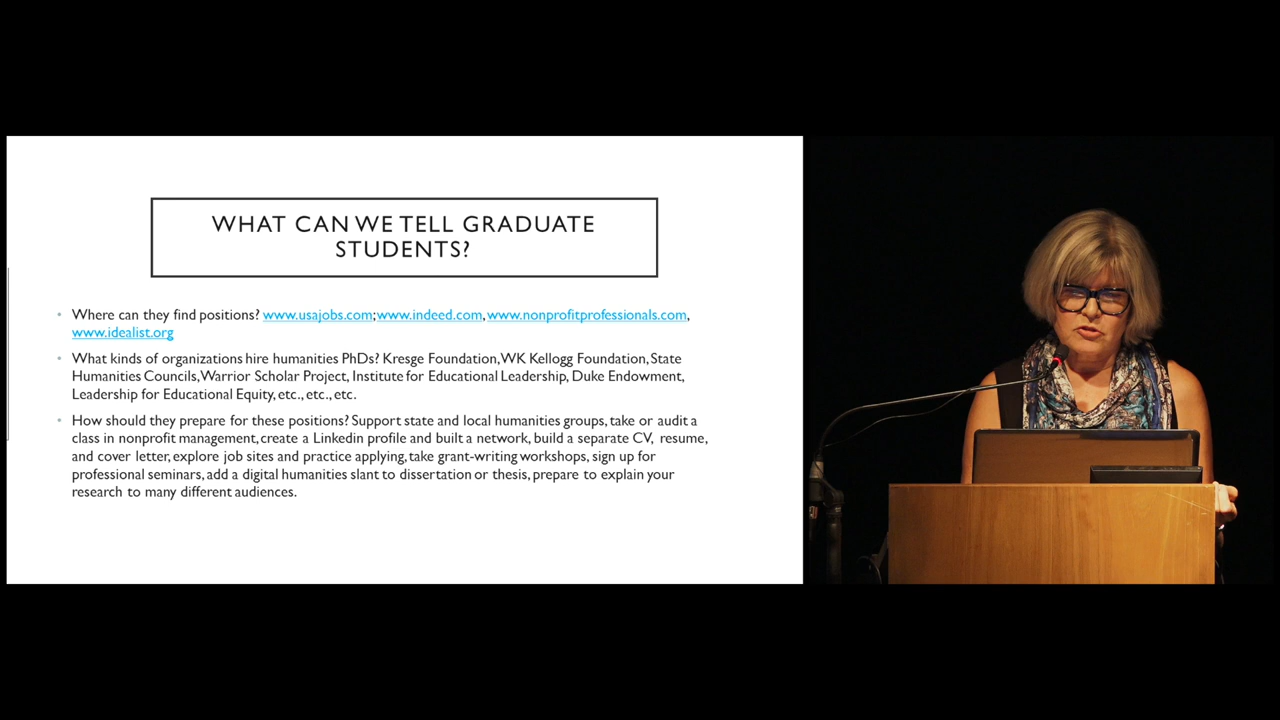 WHAT CAN WE TELL GRADUATE
STUDENTS?
• Where can they find positions? www.usajobs.com; www.indeed.com, www.nonprofitprofessionals.com,
www.idealist.org
• What kinds of organizations hire humanities PhDs? Kresge Foundation, WK Kellogg Foundation, State
Humanities Councils, Warrior Scholar Project, Institute for Educational Leadership, Duke Endowment,
Leadership for Educational Equity, etc., etc., etc.
• How should they prepare for these positions? Support state and local humanities groups, take or audit a
class in nonprofit management, create a Linkedin profile and built a network, build a separate CV, resume,
and cover letter, explore job sites and practice applying, take grant-writing workshops, sign up for
professional seminars, add a digital humanities slant to dissertation or thesis, prepare to explain your
research to many different audiences.